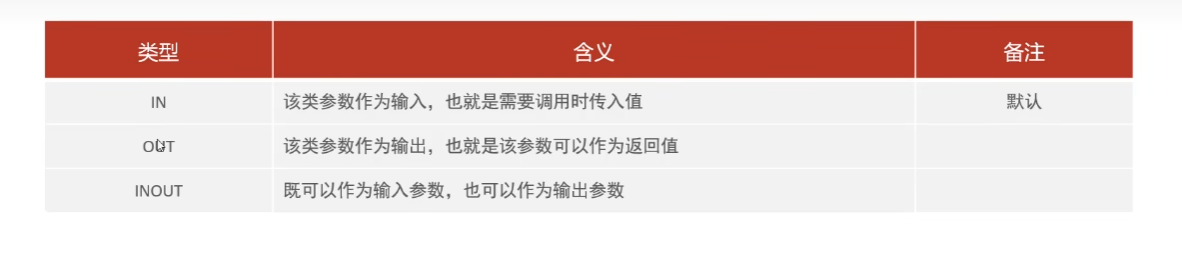 类型 含义 备注
IN 该类参数作为输入，也就是需要调用时传入值 默认
OUT 该类参数作为输出，也就是该参数可以作为返回值
INOUT 既可以作为输入参数，也可以作为输出参数